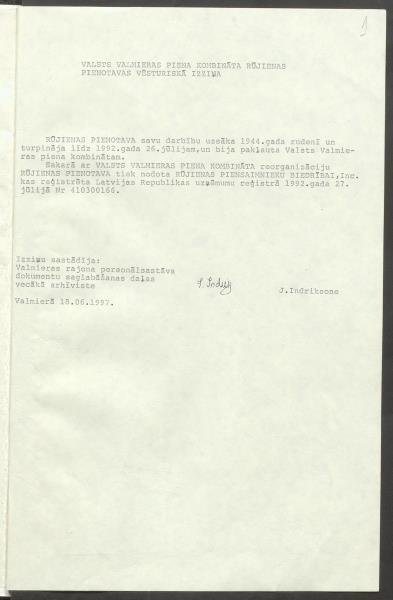 1
VALSTS VALMIERAS PIENA KOMBINĀTA RŪJIENAS
PIENOTAVAS VĒSTURISKĀ IZZIŅA
RŪJIENAS PIENOTAVA savu darbību uzsāka 1944.gada rudenī un
turpināja līdz 1992.gada 26.jūlijam,un bija pakļauta Valsts Valmie-
ras piena kombinātam.
Sakarā ar VALSTS VALMIERAS PIENA KOMBINĀTA reorganizāciju
RŪJIENAS PIENOTAVA tiek nodota RŪJIENAS PIENSAIMNIEKU BIEDRĪBAI,
kas reģistrēta Latvijas Republikas uzņēmumu reģistrā 1992.gada 27.
jūlijā Nr 410300166.
Izziņu sastādīja:
Valmieras rajona personālsastāva
dokumentu saglabāšanas daļas
vecākā arhīviste
J.Indriksone
Valmierā 18.06.1997.